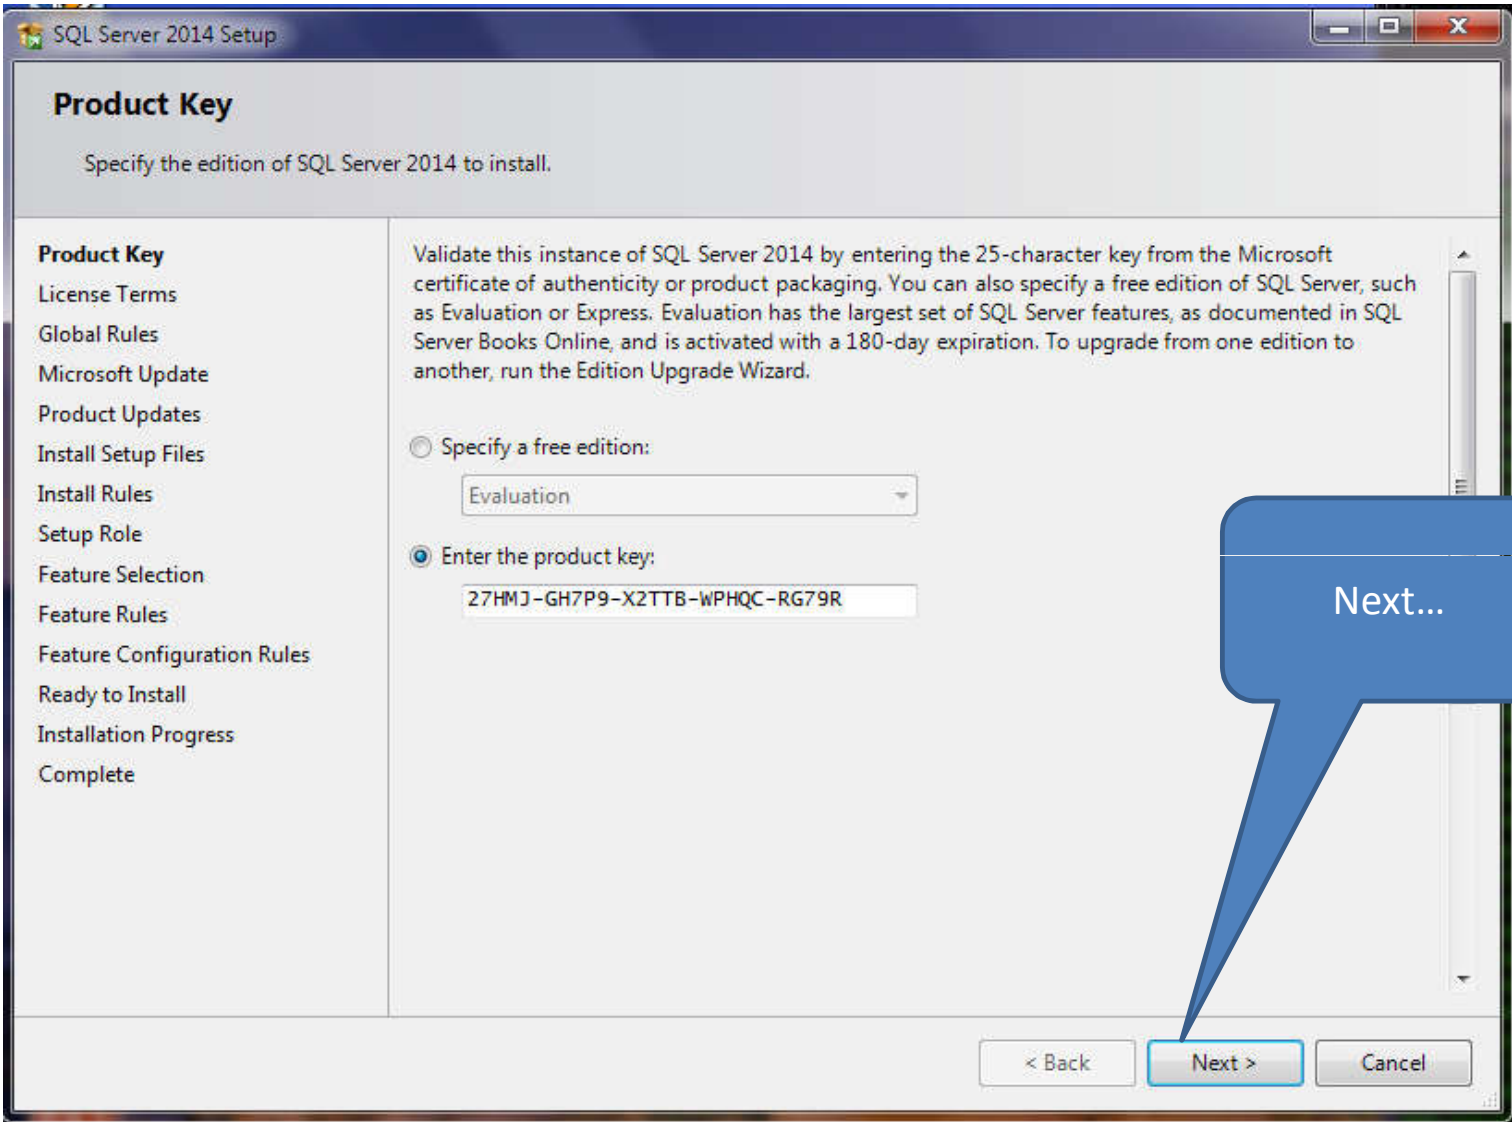 SQL Server 2014 Setup
Product Key
Specify the edition of SQL Server 2014 to install.
Product Key
License Terms
Global Rules
Microsoft Update
Product Updates
Install Setup Files
Install Rules
Setup Role
Feature Selection
Feature Rules
Feature Configuration Rules
Ready to Install
Installation Progress
Complete
Validate this instance of SQL Server 2014 by entering the 25-character key from the Microsoft
certificate of authenticity or product packaging. You can also specify a free edition of SQL Server, such
as Evaluation or Express. Evaluation has the largest set of SQL Server features, as documented in SQL
Server Books Online, and is activated with a 180-day expiration. To upgrade from one edition to
another, run the Edition Upgrade Wizard.
Specify a free edition:
Evaluation
Enter the product key:
27HMJ-GH7P9-X2TTB-WPHQC-RG79R
Next...
< Back
Next >
Cancel